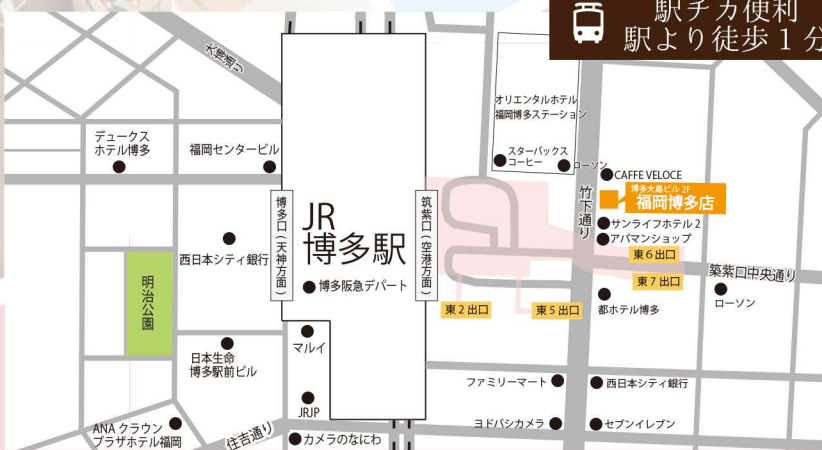 駅チカ便利
駅より徒歩1分
大博通り
オリエンタルホテル
福岡博多ステーション
デュークス
ホテル博多
福岡センタービル
スターバックス
コーヒー
ローソン
CAFFE VELOCE
博多大島ビル2F
福岡博多店
竹下通り
サンライフホテル2
アパマンショップ
博多口(天神方面)
JR
博多駅
筑紫口(空港方面)
西日本シティ銀行
博多阪急デパート
東6出口
築紫口中央通り
東7出口
明治公園
東2出口
東5出口
都ホテル博多
ローソン
マルイ
日本生命
博多駅前ビル
ファミリーマート
西日本シティ銀行
JRJP
ANAクラウン
プラザホテル福岡
住吉通り
カメラのなにわ
ヨドバシカメラ
セブンイレブン